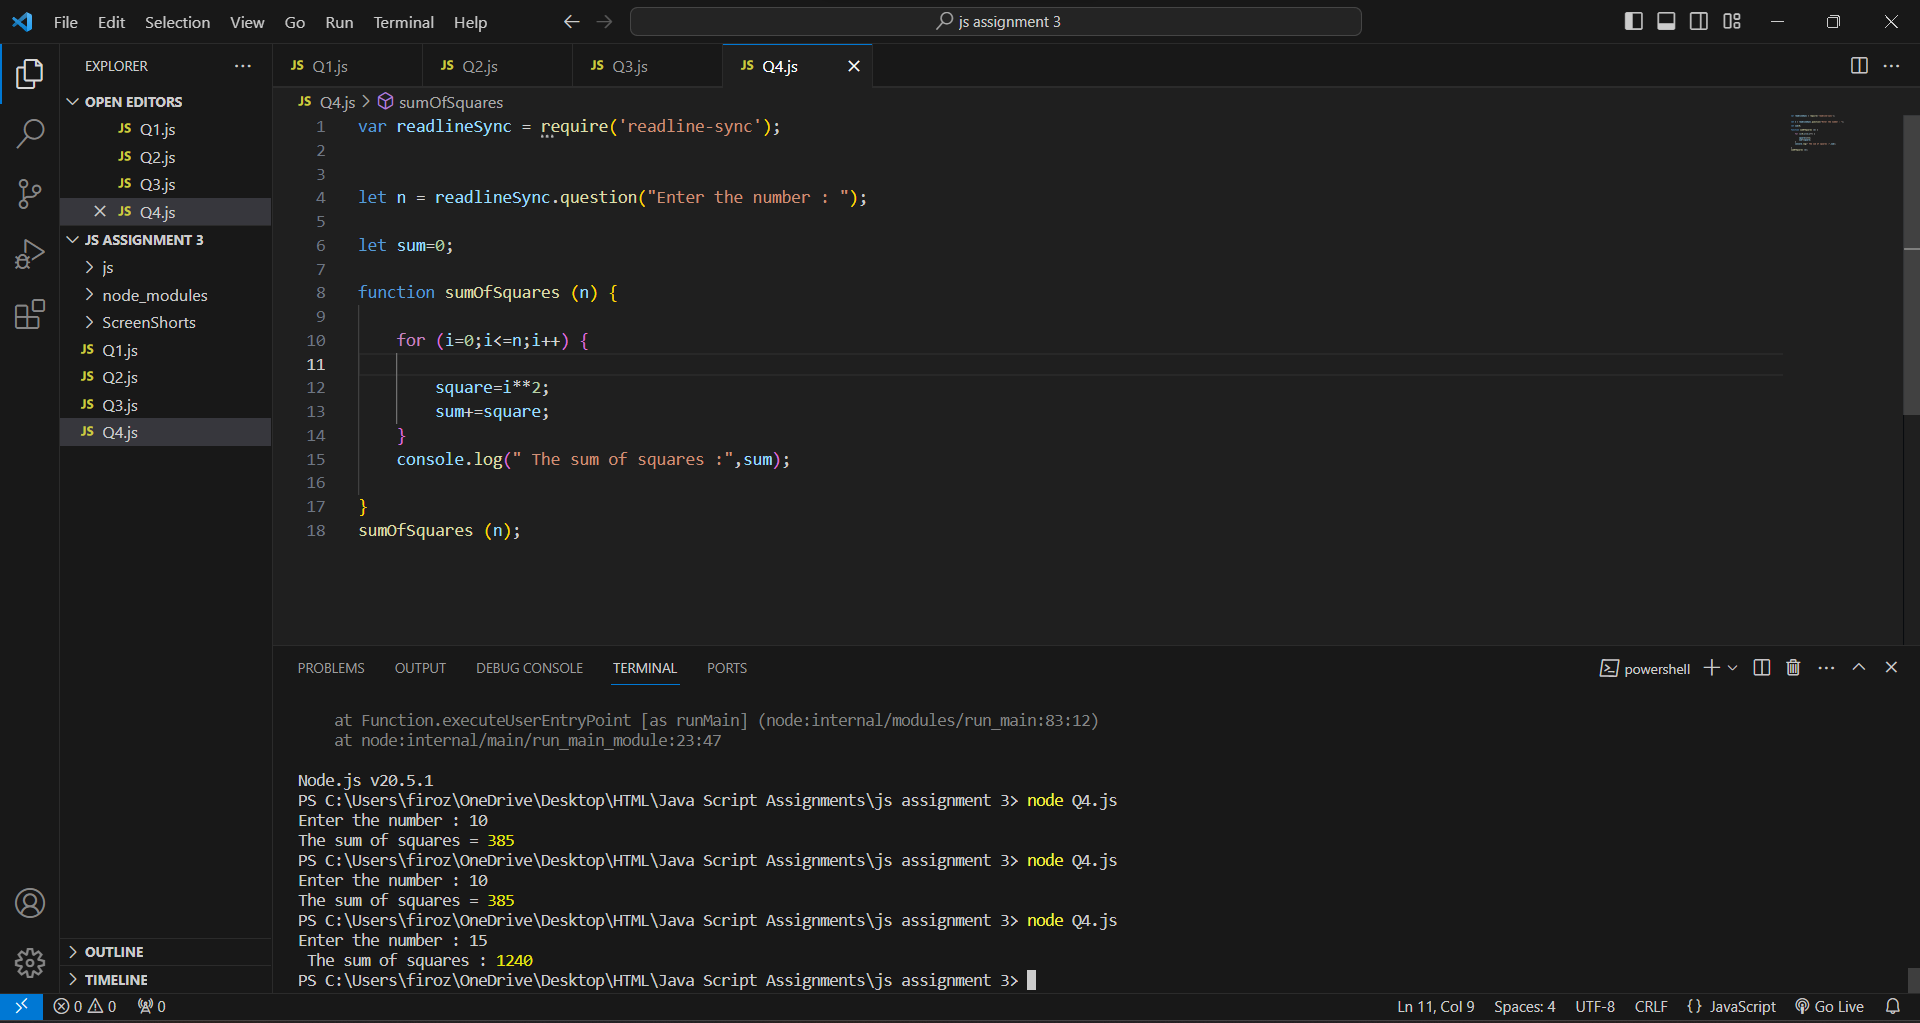 File Edit Selection View Go Run Terminal Help
js assignment 3
EXPLORER
OPEN EDITORS
JS Q1.js
JS Q2.js
JS Q3.js
JS Q4.js
JS ASSIGNMENT 3
js
node_modules
ScreenShorts
JS Q1.js
JS Q2.js
JS Q3.js
JS Q4.js
OUTLINE
TIMELINE
JS Q1.js JS Q2.js JS Q3.js JS Q4.js
JS Q4.js > sumOfSquares
1 var readlineSync = require('readline-sync');
2
3
4 let n = readlineSync.question("Enter the number : ");
5
6 let sum=0;
7
8 function sumOfSquares (n) {
9
10 for (i=0;i<=n;i++) {
11
12 square=i**2;
13 sum+=square;
14 }
15 console.log(" The sum of squares :",sum);
16
17 }
18 sumOfSquares (n);
PROBLEMS OUTPUT DEBUG CONSOLE TERMINAL PORTS
powershell
at Function.executeUserEntryPoint [as runMain] (node:internal/modules/run_main:83:12)
at node:internal/main/run_main_module:23:47
Node.js v20.5.1
PS C:\Users\firoz\OneDrive\Desktop\HTML\Java Script Assignments\js assignment 3> node Q4.js
Enter the number : 10
The sum of squares = 385
PS C:\Users\firoz\OneDrive\Desktop\HTML\Java Script Assignments\js assignment 3> node Q4.js
Enter the number : 10
The sum of squares = 385
PS C:\Users\firoz\OneDrive\Desktop\HTML\Java Script Assignments\js assignment 3> node Q4.js
Enter the number : 15
The sum of squares : 1240
PS C:\Users\firoz\OneDrive\Desktop\HTML\Java Script Assignments\js assignment 3>
0 0 0
Ln 11, Col 9 Spaces: 4 UTF-8 CRLF {} JavaScript Go Live